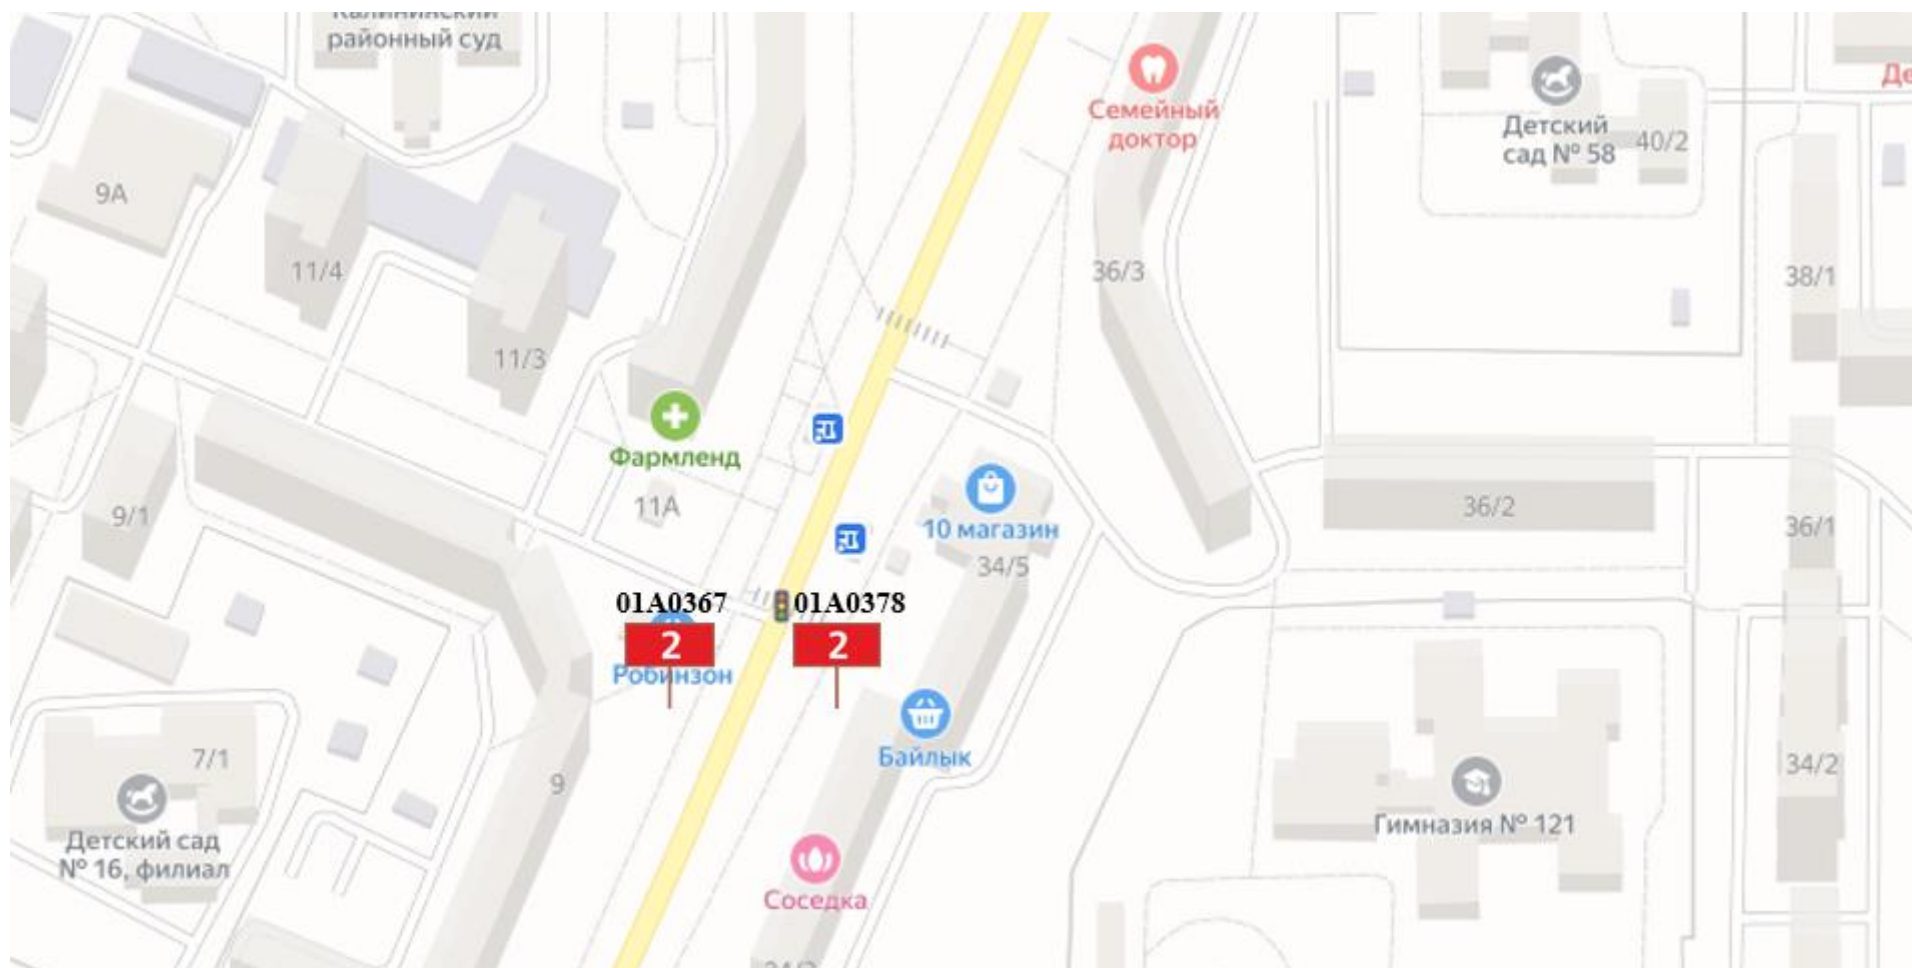 Калининский
районный суд
Семейный
доктор
Детский
сад № 58
40/2
Де
9А
11/4
36/3
38/1
11/3
Фармленд
11А
9/1
10 магазин
34/5
36/2
36/1
01А0367
01А0378
2
2
Робинзон
7/1
9
Байлык
34/2
Детский сад
№ 16, филиал
Гимназия № 121
Соседка